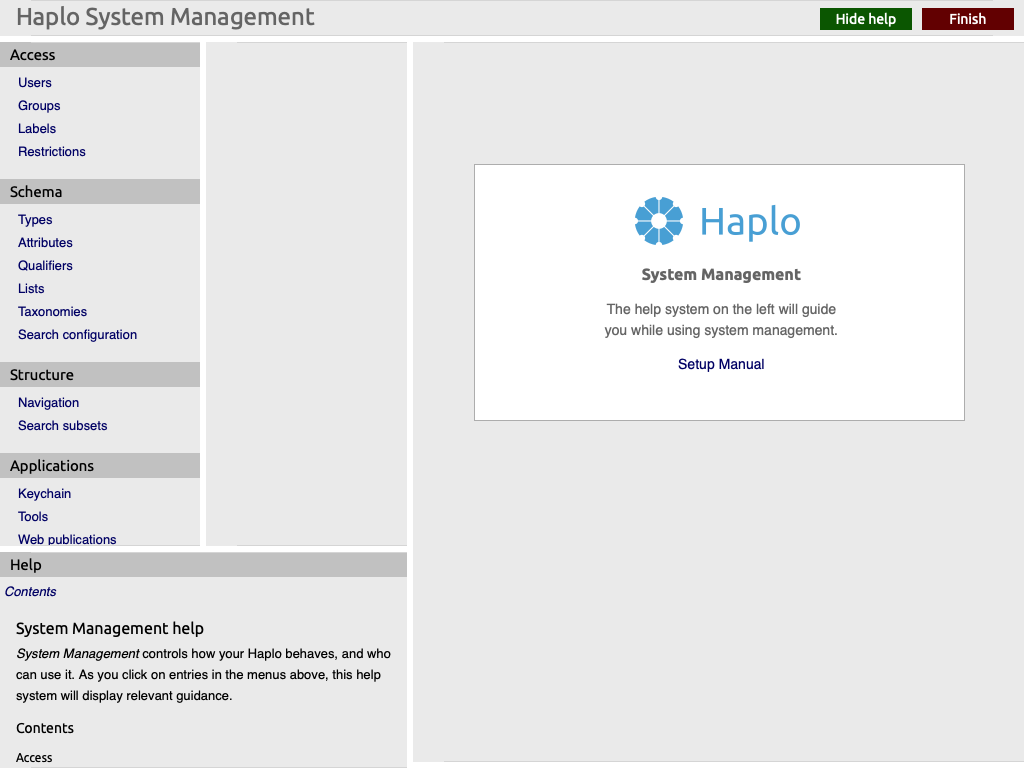 Haplo System Management
Hide help
Finish
Access
Users
Groups
Labels
Restrictions
Schema
Types
Attributes
Qualifiers
Lists
Taxonomies
Search configuration
Structure
Navigation
Search subsets
Applications
Keychain
Tools
Web publications
Help
Contents
System Management help
System Management controls how your Haplo behaves, and who
can use it. As you click on entries in the menus above, this help
system will display relevant guidance.
Contents
Access
Haplo
System Management
The help system on the left will guide
you while using system management.
Setup Manual